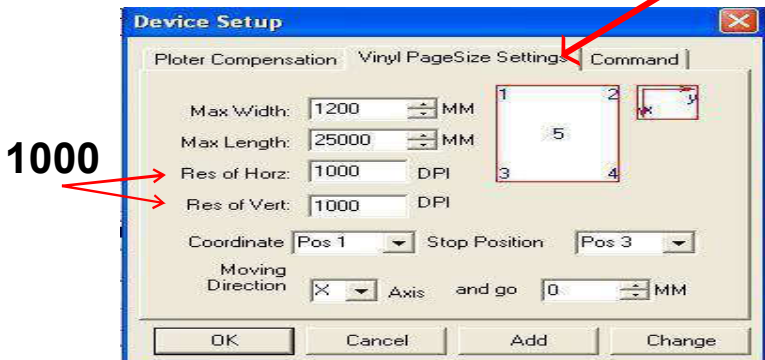 Device Setup
Ploter Compensation Vinyl PageSize Settings Command
Max Width: 1200 MM
Max Length: 25000 MM
1000
Res of Horz: 1000 DPI
Res of Vert: 1000 DPI
1 2
5
3 4
x y
Coordinate Pos 1 Stop Position Pos 3
Moving
Direction X Axis and go 0 MM
OK Cancel Add Change